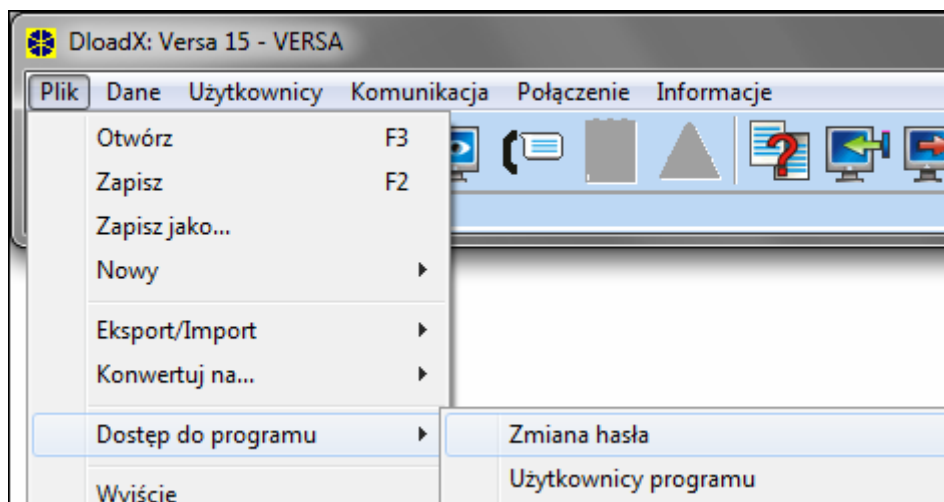 DloadX: Versa 15 - VERSA
Plik Dane Użytkownicy Komunikacja Połączenie Informacje
Otwórz F3
Zapisz F2
Zapisz jako...
Nowy
Eksport/Import
Konwertuj na...
Dostęp do programu
Zmiana hasła
Użytkownicy programu
Wyjście